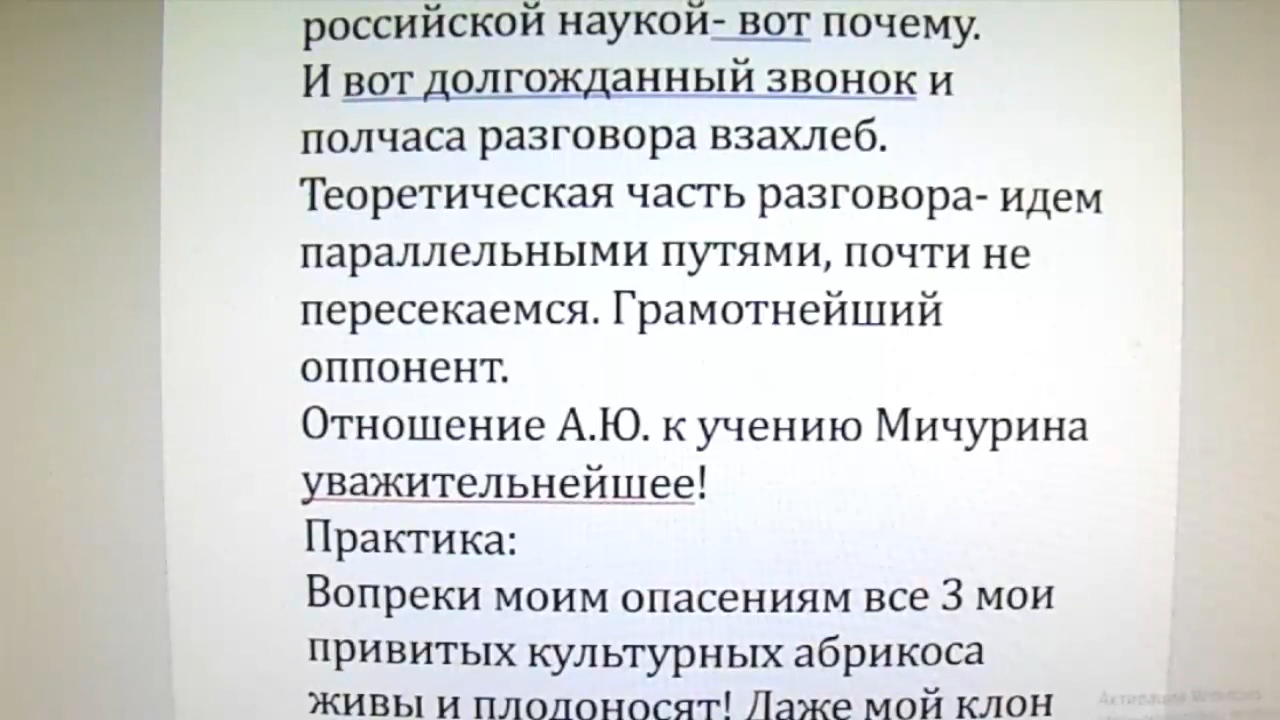 российской наукой- вот почему.
И вот долгожданный звонок и
полчаса разговора взахлеб.
Теоретическая часть разговора- идем
параллельными путями, почти не
пересекаемся. Грамотнейший
оппонент.
Отношение А.Ю. к учению Мичурина
уважительнейшее!
Практика:
Вопреки моим опасениям все 3 мои
привитых культурных абрикоса
живы и плодоносят! Даже мой клон
Активация Windows